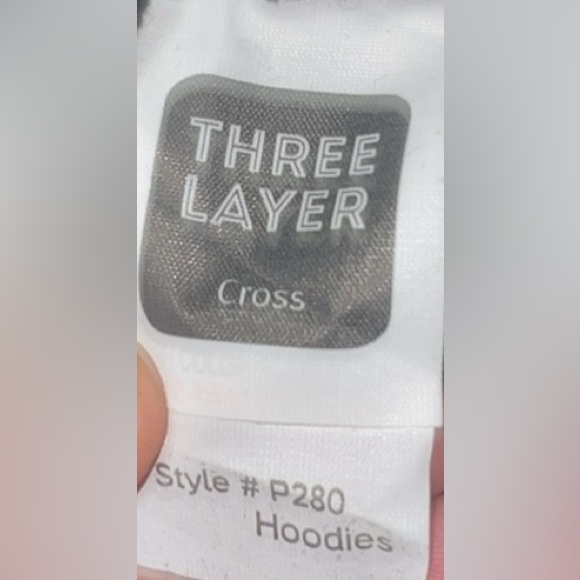 THREE
LAYER
Cross
Style # P280
Hoodies